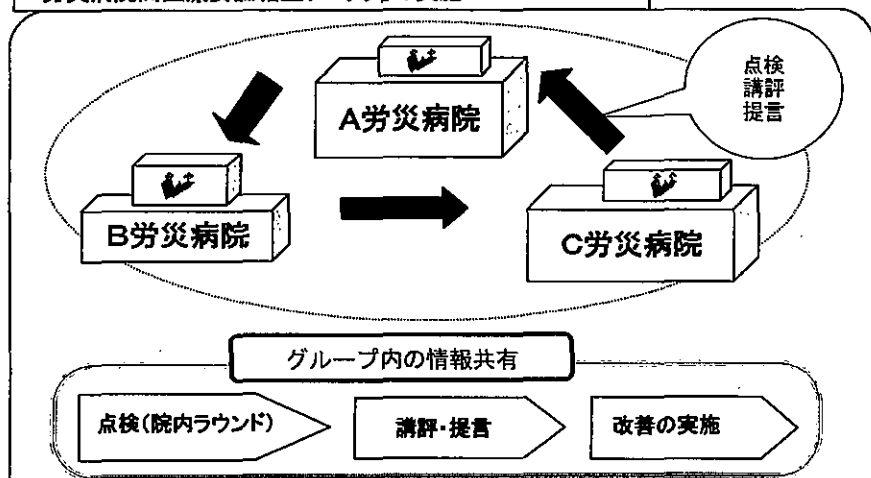 点検
講評
提言
A労災病院
B労災病院
C労災病院
グループ内の情報共有
点検(院内ラウンド)
講評・提言
改善の実施